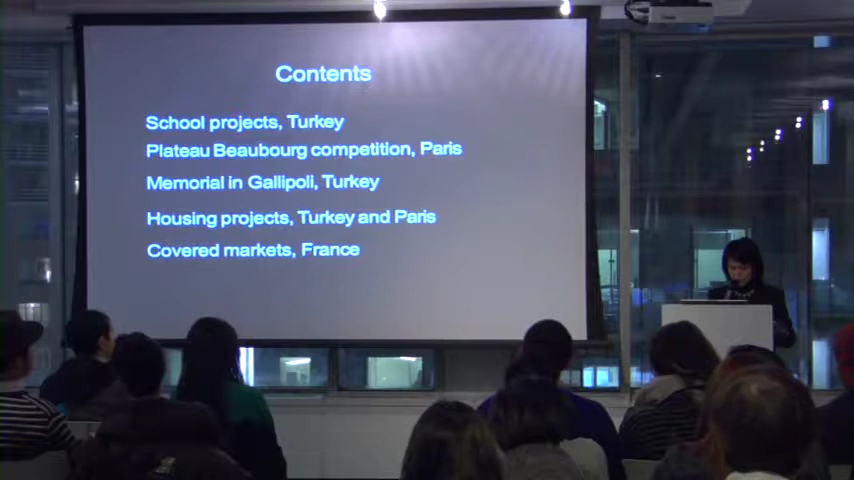 Contents
School projects, Turkey
Plateau Beaubourg competition, Paris
Memorial in Gallipoli, Turkey
Housing projects, Turkey and Paris
Covered markets, France